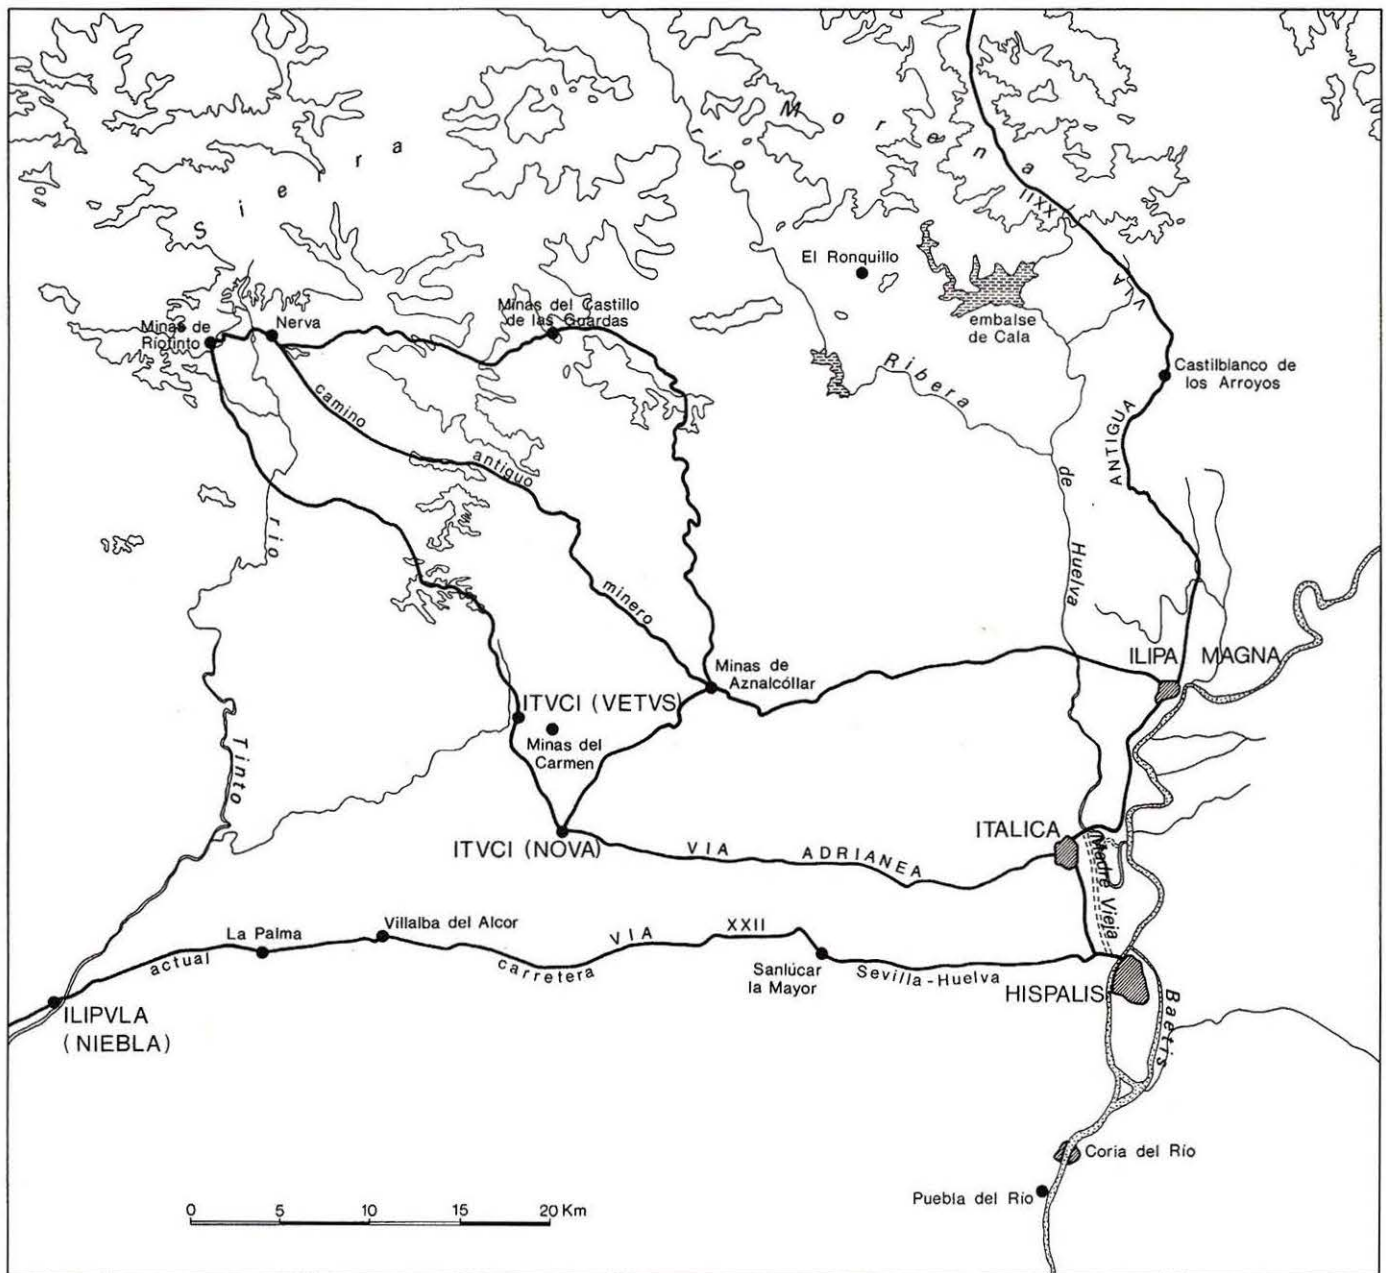 Sierra
Morena
río
XXII
VIA
El Ronquillo
embalse
de Cala
Minas del Castillo
de las Guardas
Minas de
Ríotinto
Nerva
Castilblanco de
los Arroyos
Ribera
de
Huelva
ANTIGUA
camino
antiguo
minero
río
Tinto
ILIPA MAGNA
Minas de
Aznalcóllar
ITVCI (VETVS)
Minas del
Carmen
ITVCI (NOVA)
VIA ADRIANEA
ITALICA
Madre Vieja
La Palma
Villalba del Alcor
VIA XXII
actual
carretera
Sanlúcar
la Mayor
Sevilla-Huelva
HISPALIS
Baetis
ILIPVLA
(NIEBLA)
Coria del Río
Puebla del Río
0 5 10 15 20 Km